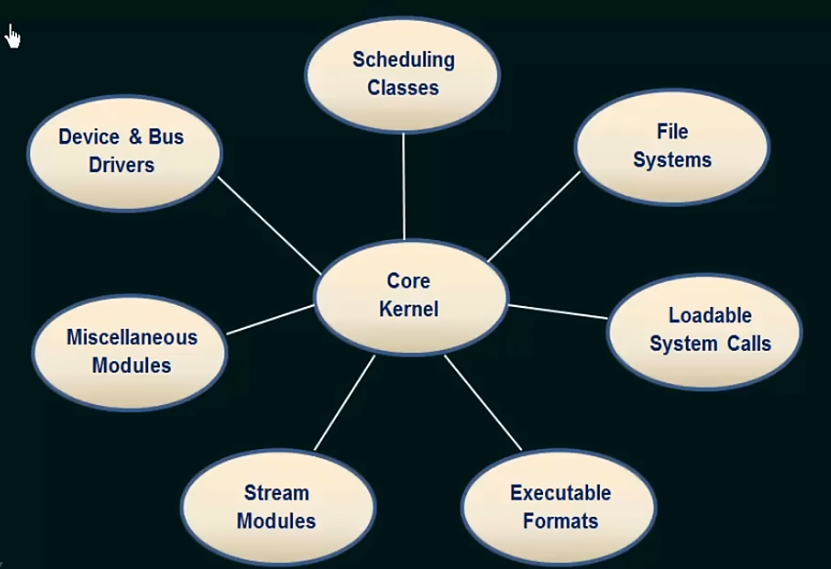 Scheduling
Classes
Device & Bus
Drivers
File
Systems
Core
Kernel
Miscellaneous
Modules
Loadable
System Calls
Stream
Modules
Executable
Formats